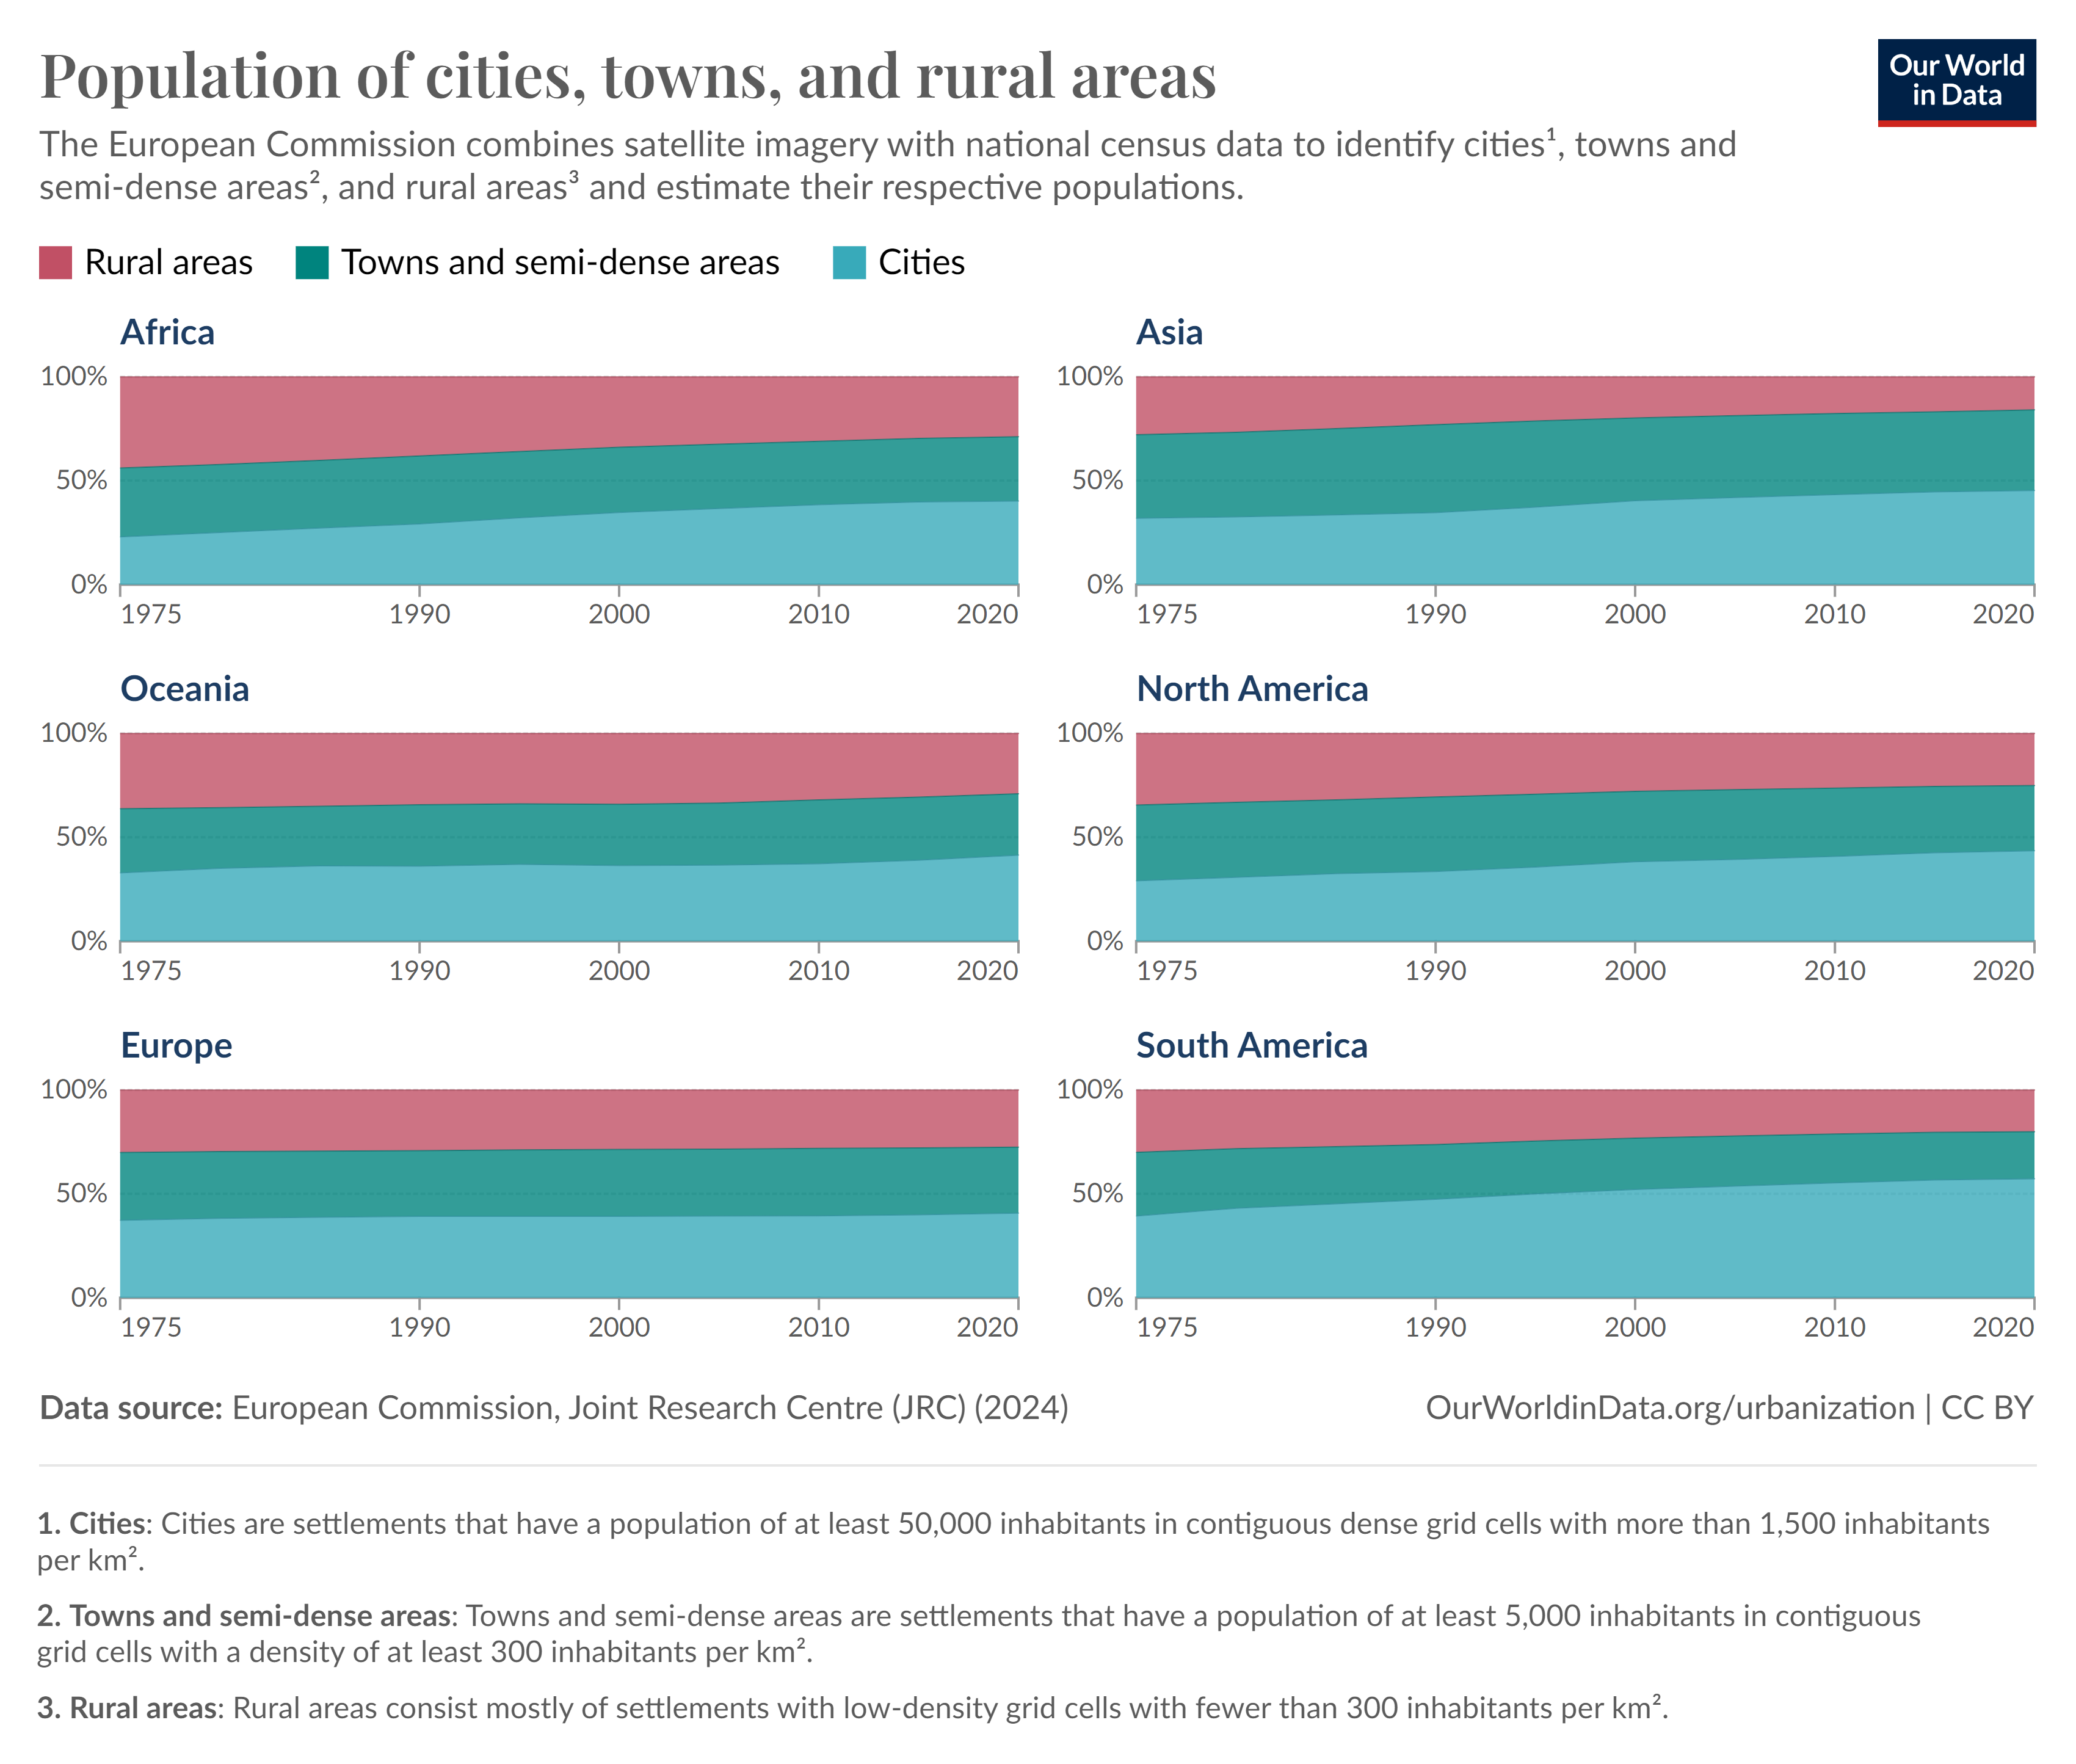 Population of cities, towns, and rural areas
Our World
in Data
The European Commission combines satellite imagery with national census data to identify cities¹, towns and
semi-dense areas², and rural areas³ and estimate their respective populations.
Rural areas
Towns and semi-dense areas
Cities
Africa
100%
50%
0%
1975
1990
2000
2010
2020
Asia
100%
50%
0%
1975
1990
2000
2010
2020
Oceania
100%
50%
0%
1975
1990
2000
2010
2020
North America
100%
50%
0%
1975
1990
2000
2010
2020
Europe
100%
50%
0%
1975
1990
2000
2010
2020
South America
100%
50%
0%
1975
1990
2000
2010
2020
Data source: European Commission, Joint Research Centre (JRC) (2024)
OurWorldinData.org/urbanization | CC BY
1. Cities: Cities are settlements that have a population of at least 50,000 inhabitants in contiguous dense grid cells with more than 1,500 inhabitants
per km².
2. Towns and semi-dense areas: Towns and semi-dense areas are settlements that have a population of at least 5,000 inhabitants in contiguous
grid cells with a density of at least 300 inhabitants per km².
3. Rural areas: Rural areas consist mostly of settlements with low-density grid cells with fewer than 300 inhabitants per km².